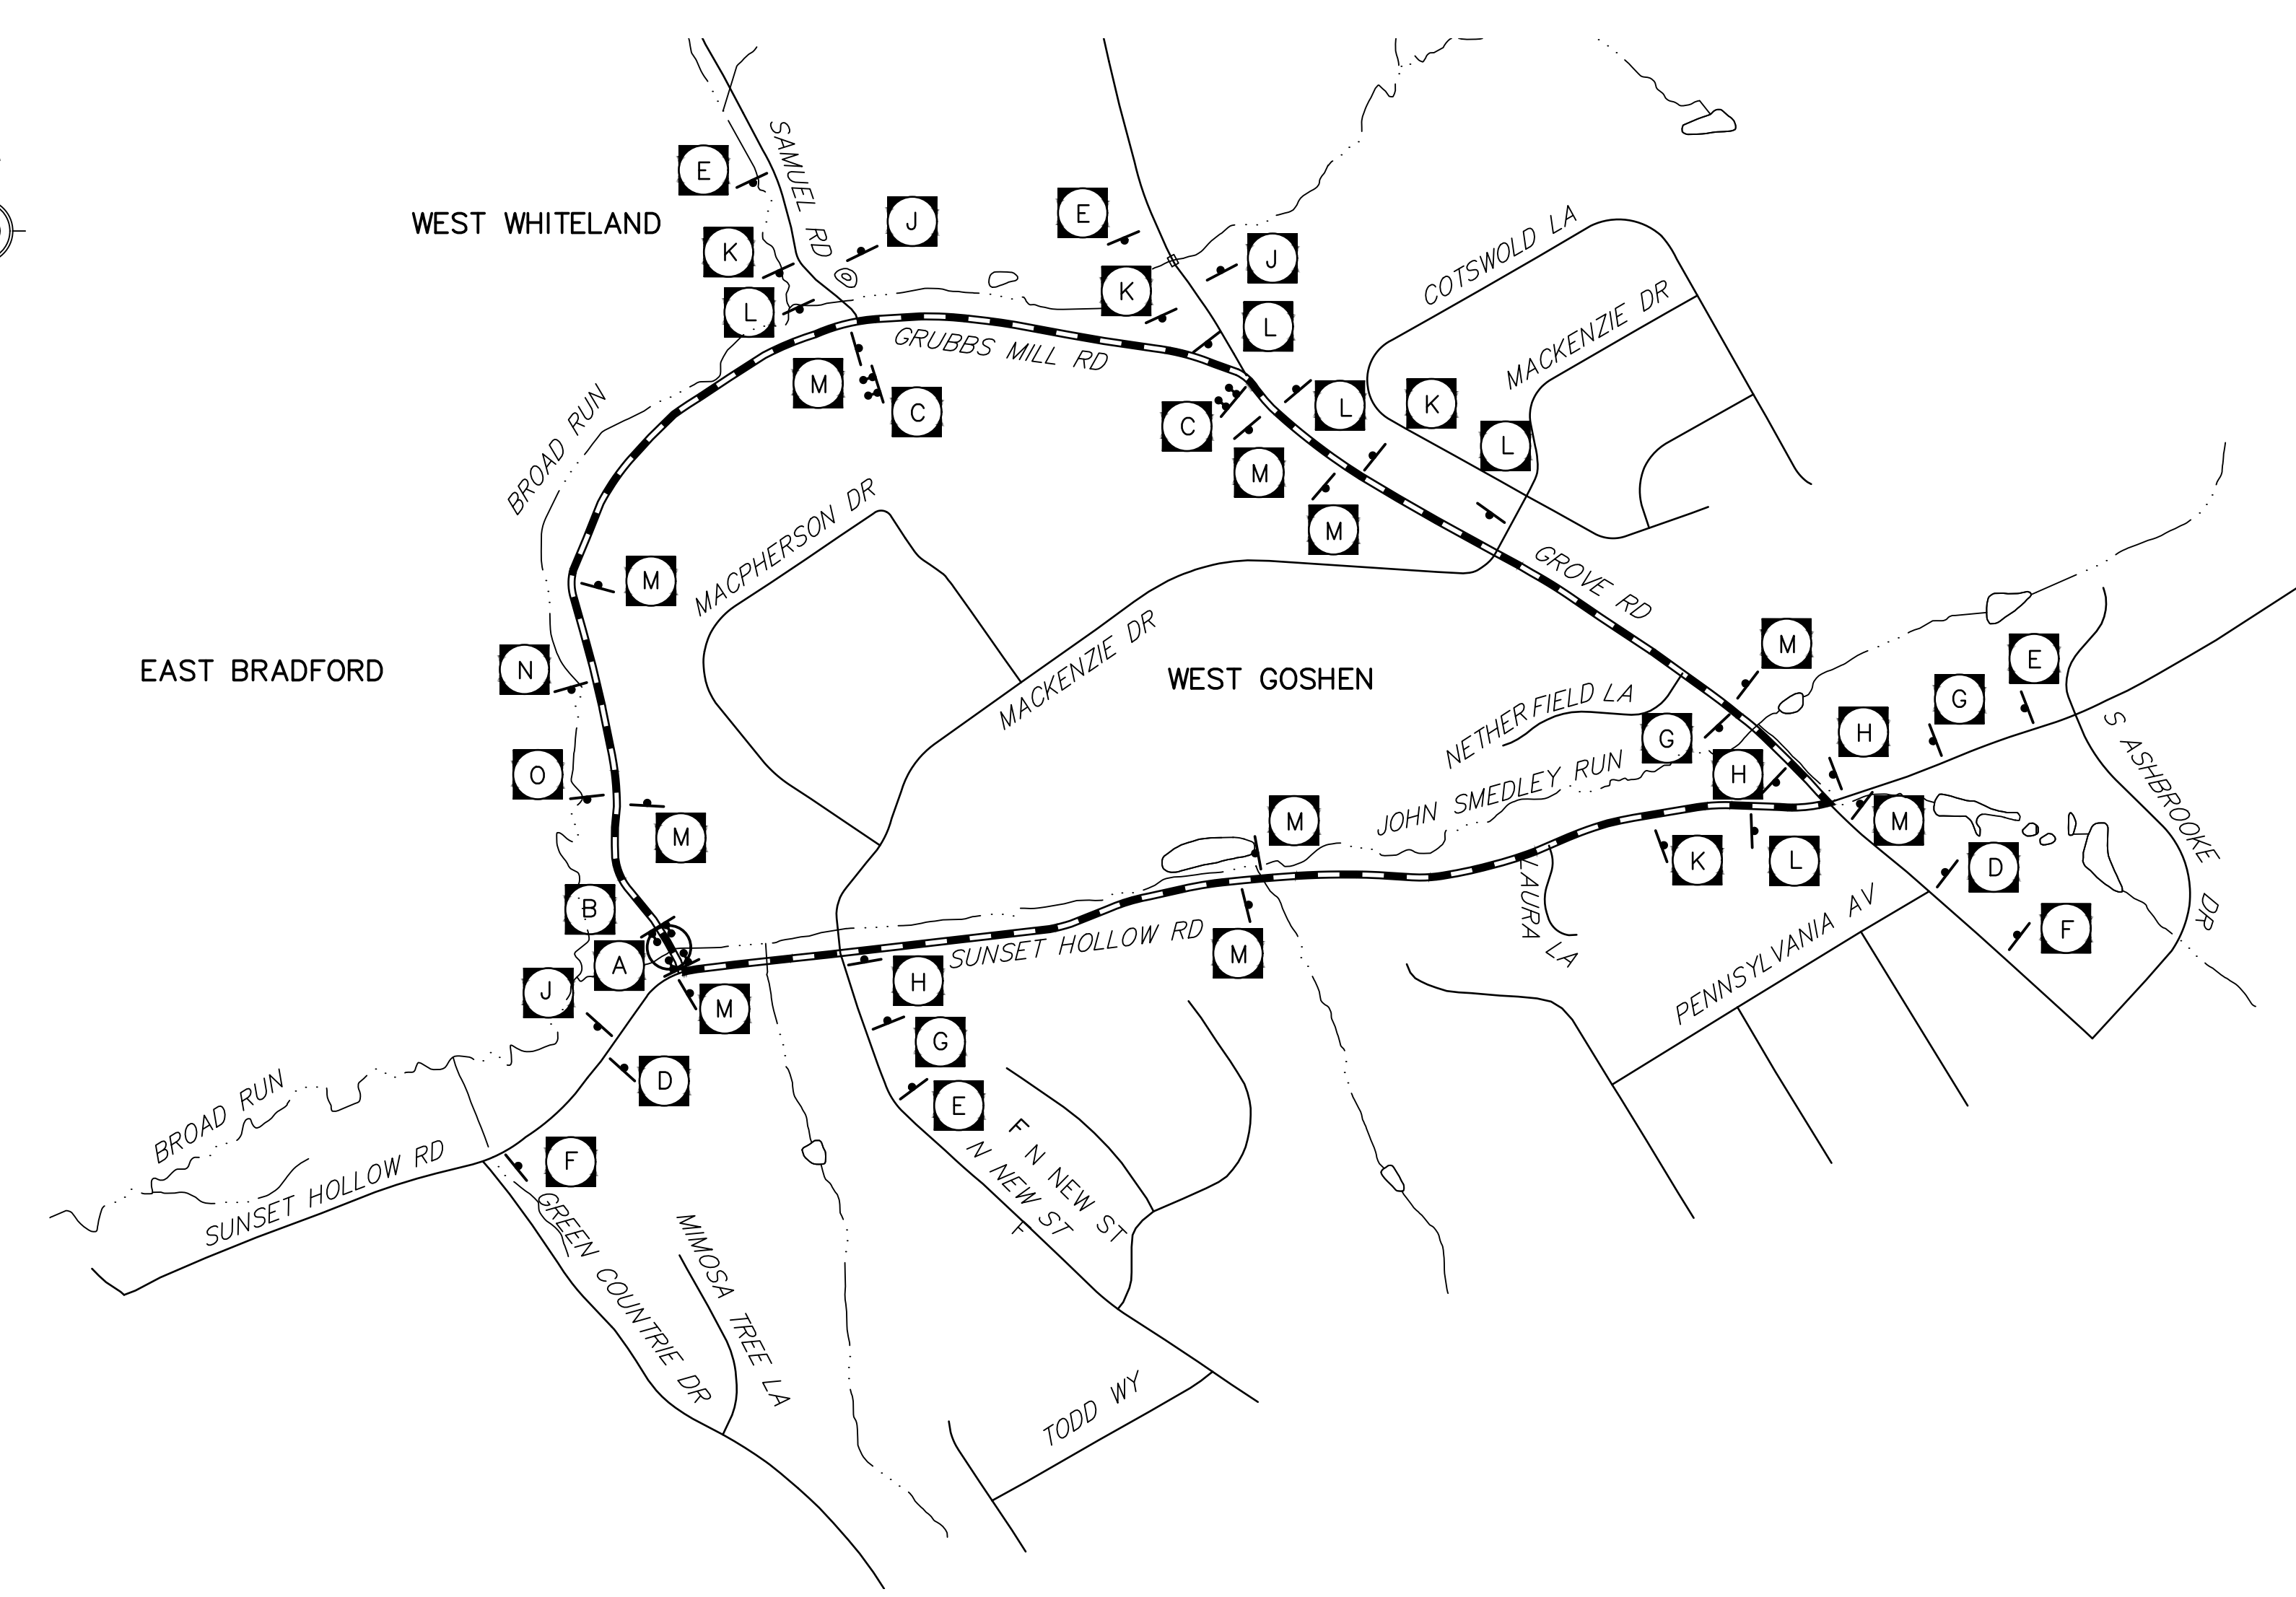 E
SAMUEL RD
J
E
WEST WHITELAND
K
J
K
L
L
COTSWOLD LA
MACKENZIE DR
GRUBBS MILL RD
M
C
L
K
C
L
M
M
BROAD RUN
MACPHERSON DR
M
GROVE RD
N
EAST BRADFORD
MACKENZIE DR
WEST GOSHEN
M
E
G
NETHERFIELD LA
G
H
H
S ASHBROOKE DR
O
M
JOHN SMEDLEY RUN
M
M
K
L
D
LAURA LA
B
A
SUNSET HOLLOW RD
M
PENNSYLVANIA AV
F
J
M
H
G
D
E
BROAD RUN
SUNSET HOLLOW RD
F
F N NEW ST
N NEW ST
F
GREEN COUNTRIE DR
MIMOSA TREE LA
TODD WY